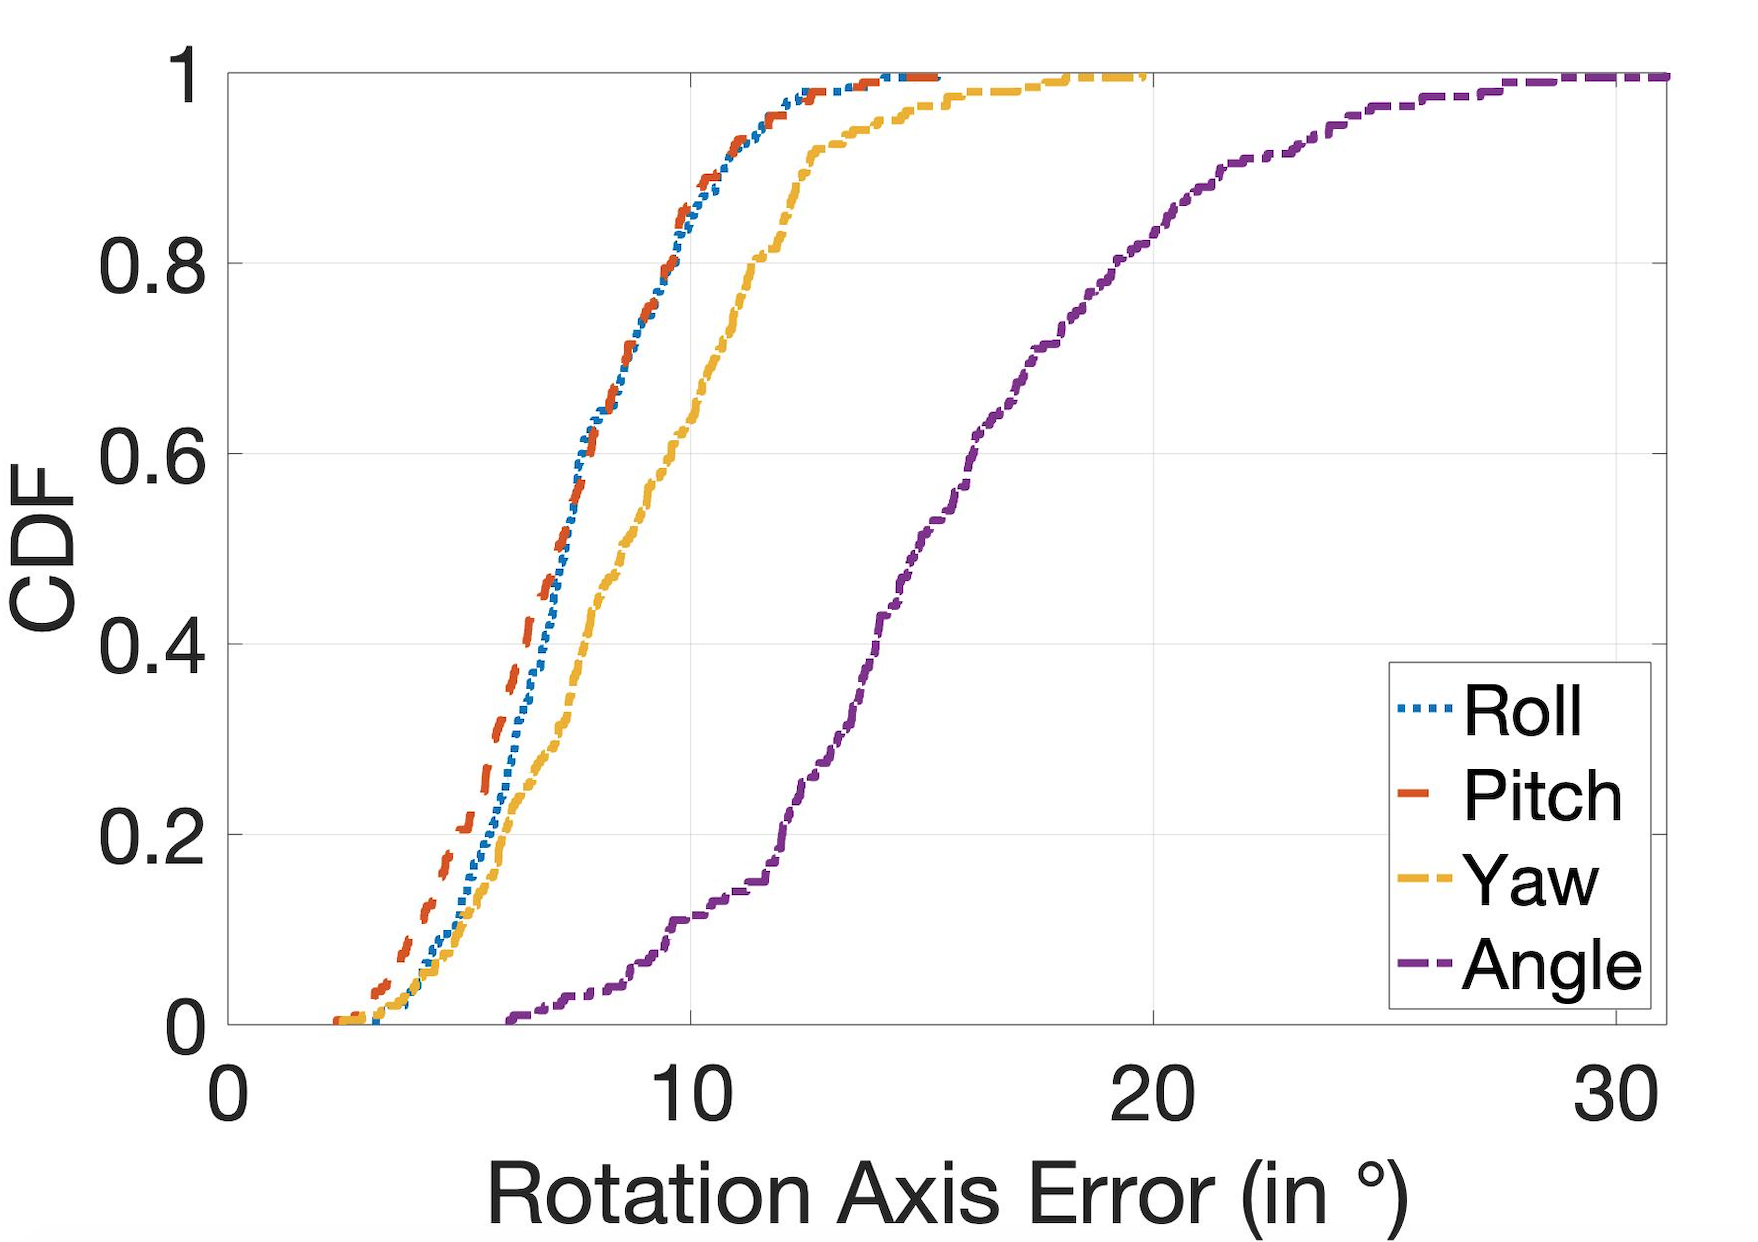 1
0.8
0.6
0.4
0.2
0
CDF
0 10 20 30
Rotation Axis Error (in °)
Roll
Pitch
Yaw
Angle